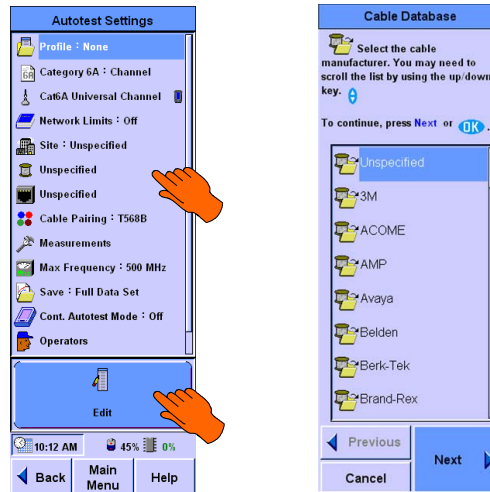 Autotest Settings
Profile : None
6A
Category 6A : Channel
Cat6A Universal Channel
Network Limits : Off
Site : Unspecified
Unspecified
Unspecified
Cable Pairing : T568B
Measurements
Max Frequency : 500 MHz
Save : Full Data Set
Cont. Autotest Mode : Off
Operators
Edit
10:12 AM
45%
0%
Back
Main
Menu
Help
Cable Database
Select the cable
manufacturer. You may need to
scroll the list by using the up/down
key.
To continue, press Next or OK .
Unspecified
3M
ACOME
AMP
Avaya
Belden
Berk-Tek
Brand-Rex
Previous
Next
Cancel